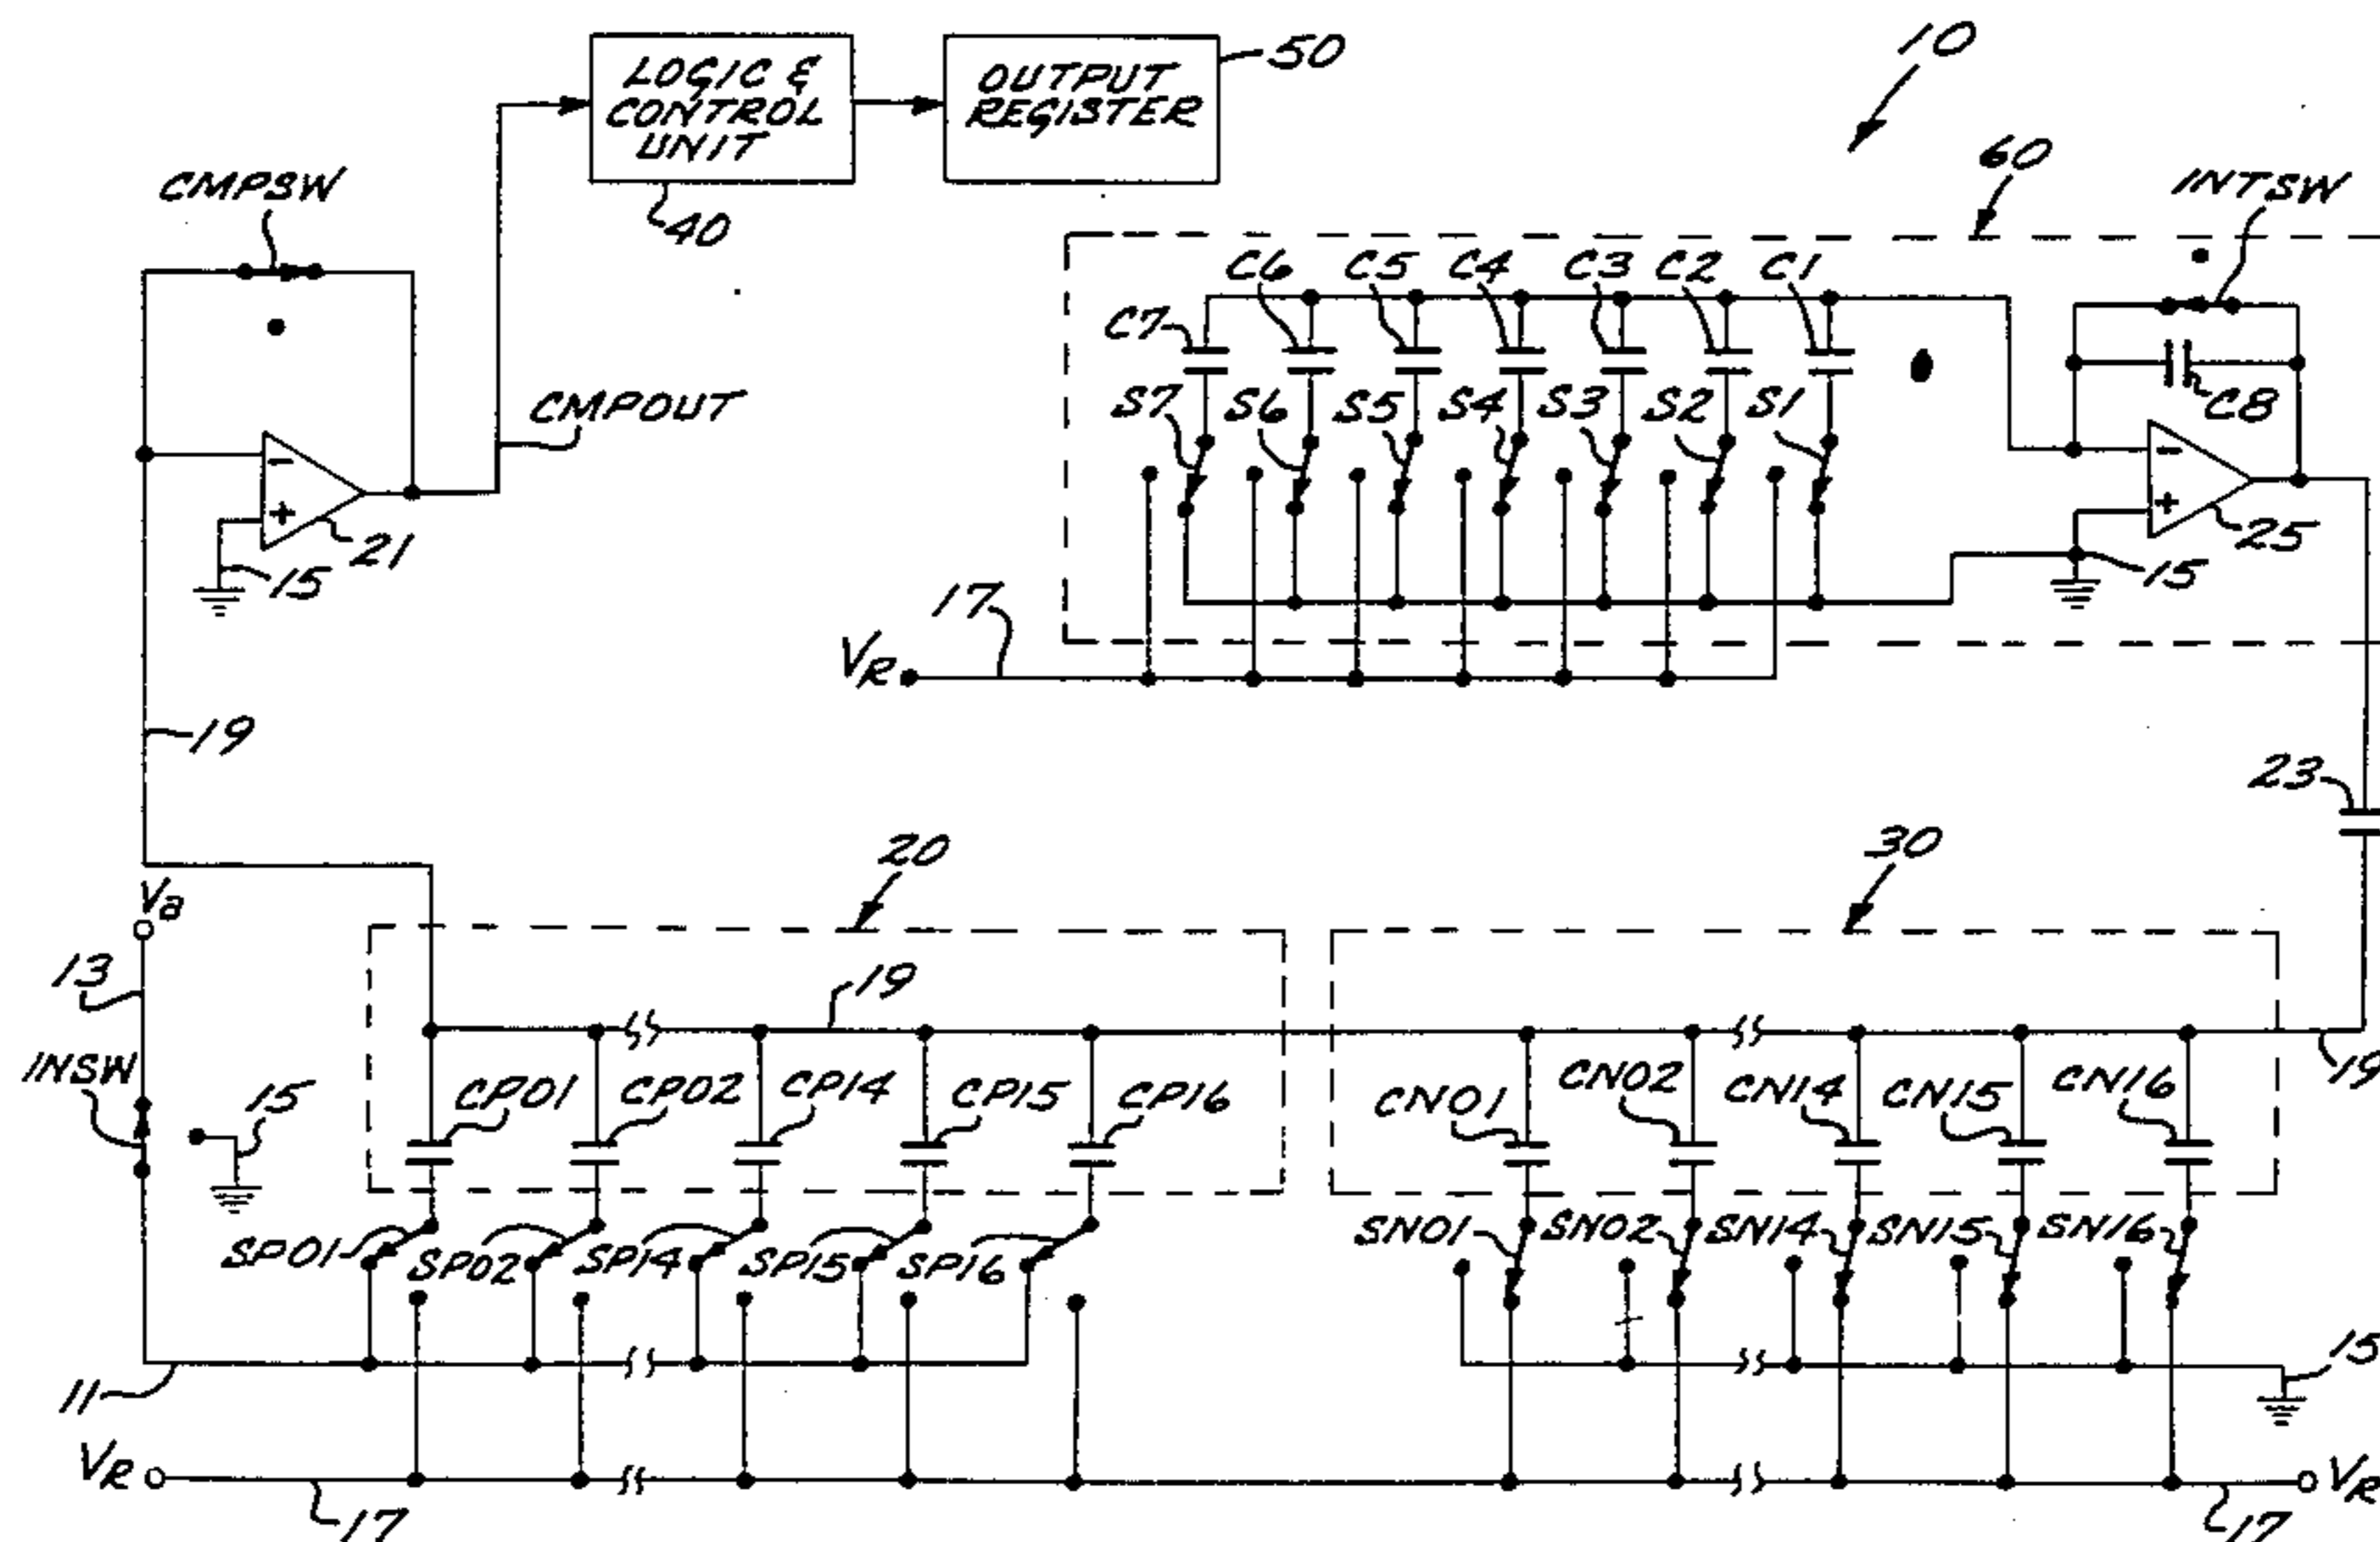 10
LOGIC &
CONTROL
UNIT
OUTPUT
REGISTER
50
40
CMPSW
60
INTSW
C7
C6
C5
C4
C3
C2
C1
C8
S7
S6
S5
S4
S3
S2
S1
CMPOUT
-
+
21
15
-
+
25
15
17
VR
19
23
20
30
Va
13
19
INSW
15
CP01
CP02
CP14
CP15
CP16
CN01
CN02
CN14
CN15
CN16
19
SP01
SP02
SP14
SP15
SP16
SN01
SN02
SN14
SN15
SN16
11
15
VR
17
VR
17